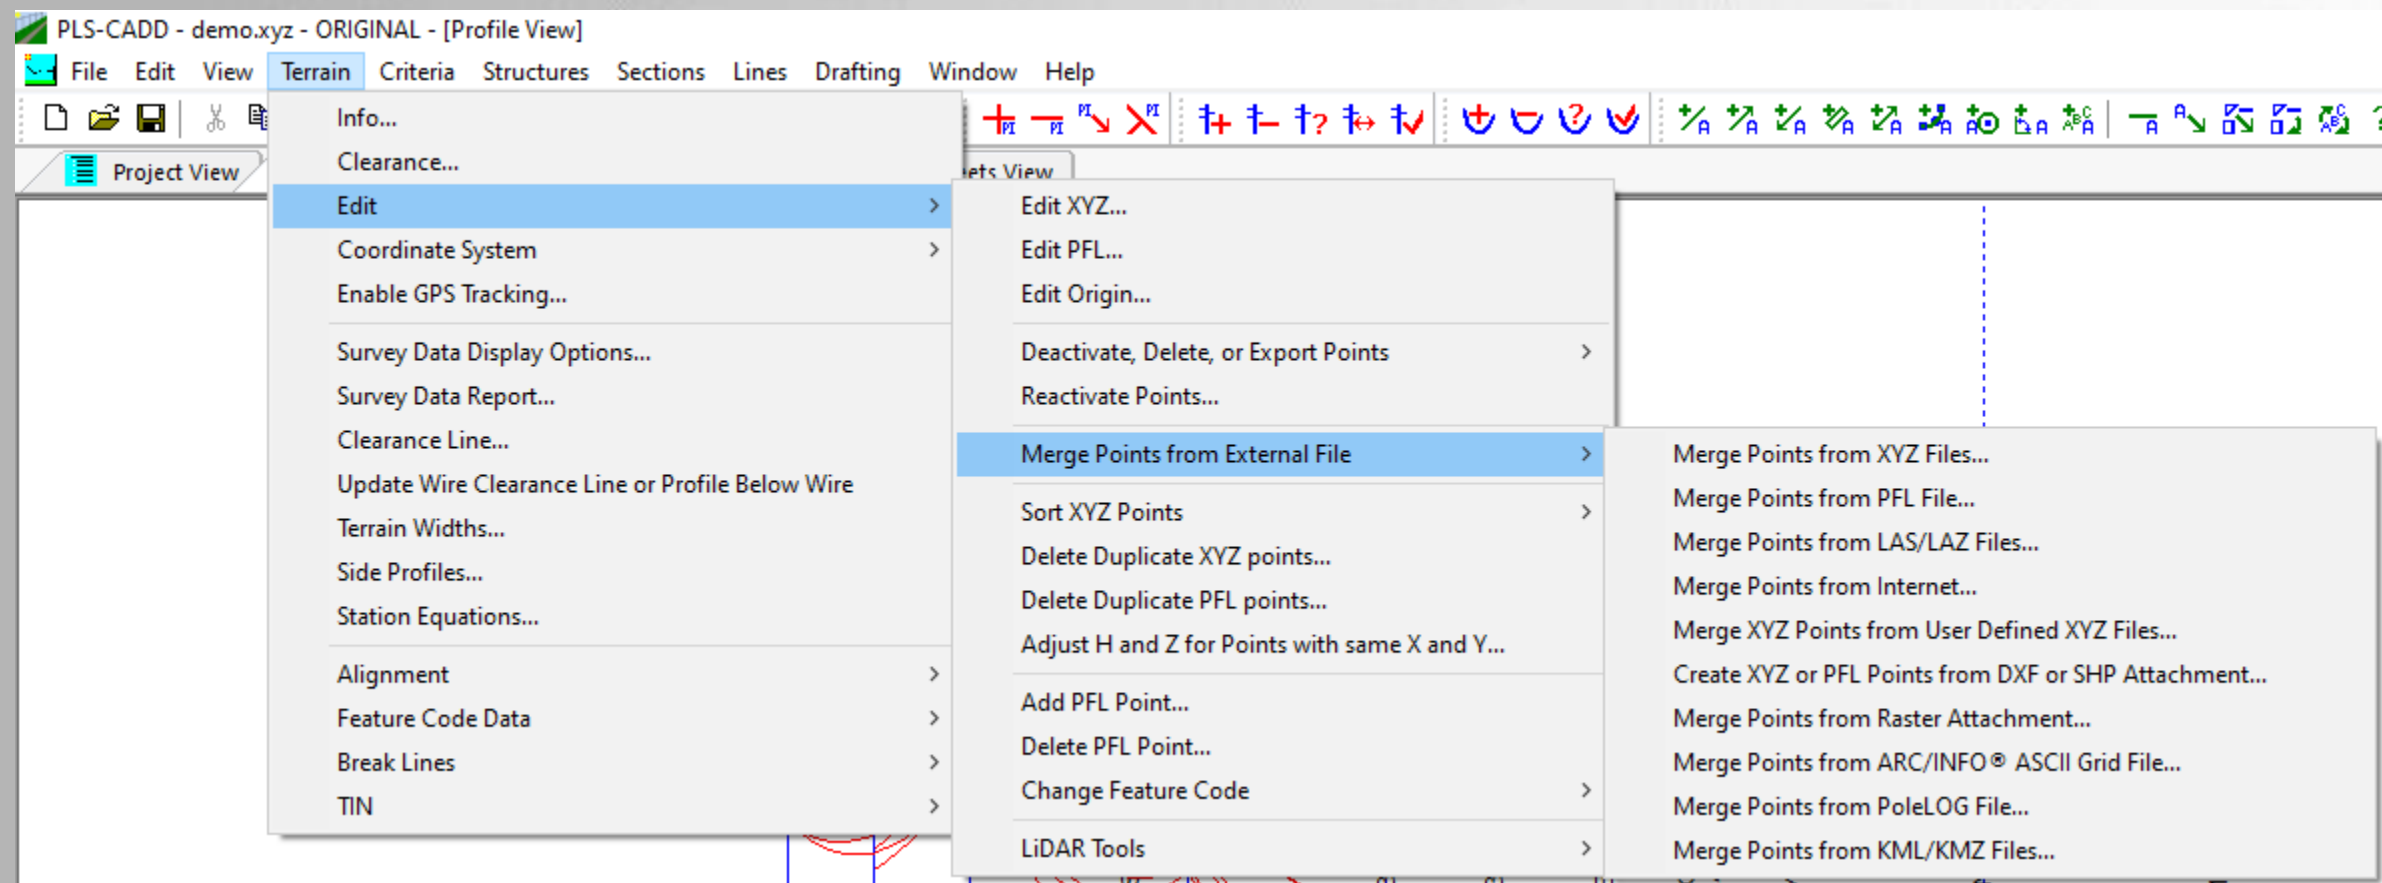 PLS-CADD - demo.xyz - ORIGINAL - [Profile View]
File Edit View Terrain Criteria Structures Sections Lines Drafting Window Help
Project View
ets View
Info...
Clearance...
Edit
Coordinate System
Enable GPS Tracking...
Survey Data Display Options...
Survey Data Report...
Clearance Line...
Update Wire Clearance Line or Profile Below Wire
Terrain Widths...
Side Profiles...
Station Equations...
Alignment
Feature Code Data
Break Lines
TIN
Edit XYZ...
Edit PFL...
Edit Origin...
Deactivate, Delete, or Export Points
Reactivate Points...
Merge Points from External File
Sort XYZ Points
Delete Duplicate XYZ points...
Delete Duplicate PFL points...
Adjust H and Z for Points with same X and Y...
Add PFL Point...
Delete PFL Point...
Change Feature Code
LiDAR Tools
Merge Points from XYZ Files...
Merge Points from PFL File...
Merge Points from LAS/LAZ Files...
Merge Points from Internet...
Merge XYZ Points from User Defined XYZ Files...
Create XYZ or PFL Points from DXF or SHP Attachment...
Merge Points from Raster Attachment...
Merge Points from ARC/INFO® ASCII Grid File...
Merge Points from PoleLOG File...
Merge Points from KML/KMZ Files...